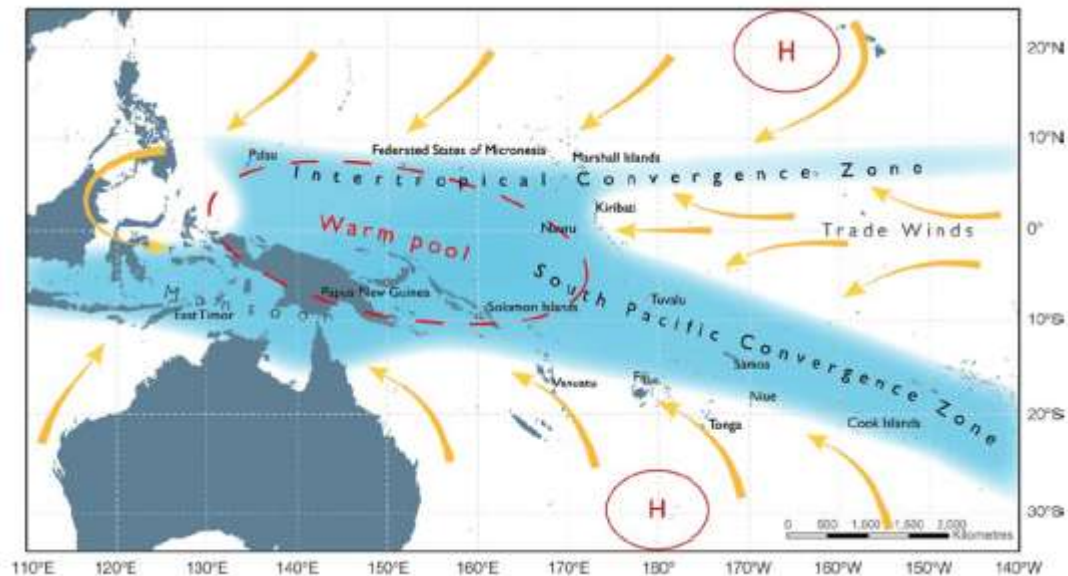 H
20°N
10°N
Palau
Federated States of Micronesia
Marshall Islands
Intertropical Convergence Zone
Kiribati
Warm pool
Nauru
Trade Winds
0°
South Pacific Convergence Zone
Monsoon
Papua New Guinea
Solomon Islands
Tuvalu
East Timor
10°S
Samoa
Vanuatu
Niue
Tonga
Cook Islands
20°S
H
0 500 1,000 1,500 2,000
Kilometres
30°S
110°E 120°E 130°E 140°E 150°E 160°E 170°E 180° 170°W 160°W 150°W 140°W